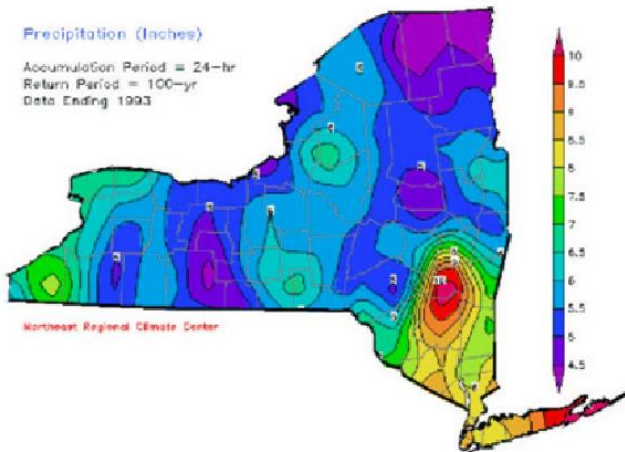 Precipitation (Inches)
Accumulation Period = 24-hr
Return Period = 100-yr
Data Ending 1993
10
9.5
9
8.5
8
7.5
7
6.5
6
5.5
5
4.5
Northeast Regional Climate Center